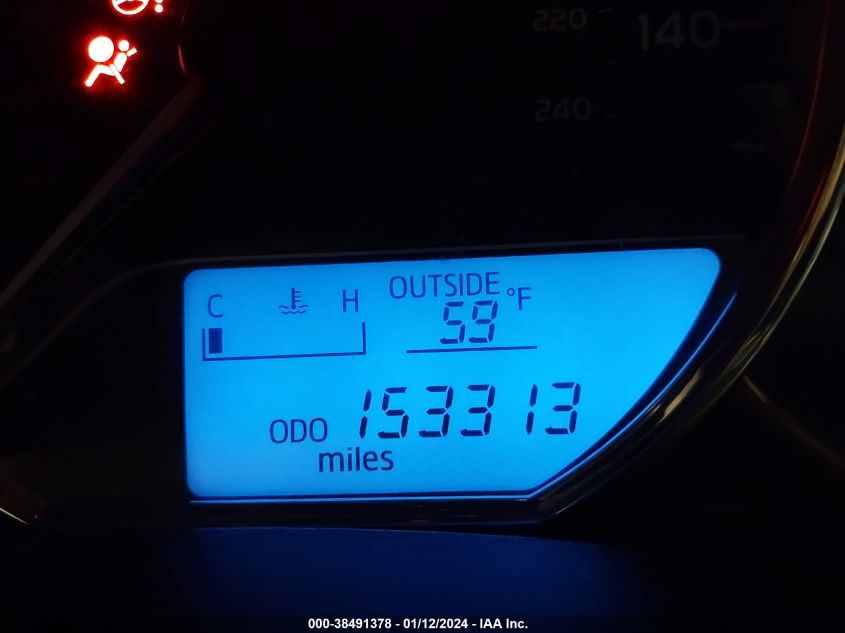 220 140
240
C H OUTSIDE °F
59
ODO 153313
miles
000-38491378 - 01/12/2024 - IAA Inc.